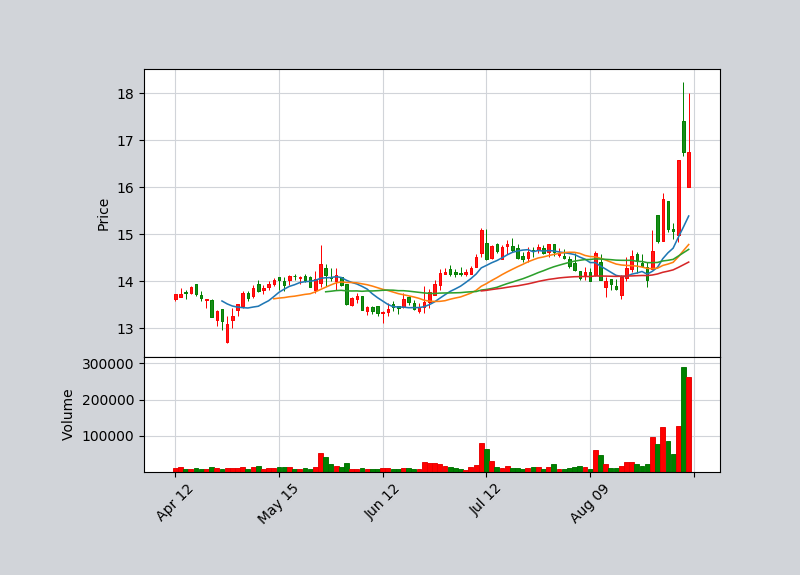 18
17
16
15
14
13
Price
300000
200000
100000
Volume
Apr 12
May 15
Jun 12
Jul 12
Aug 09